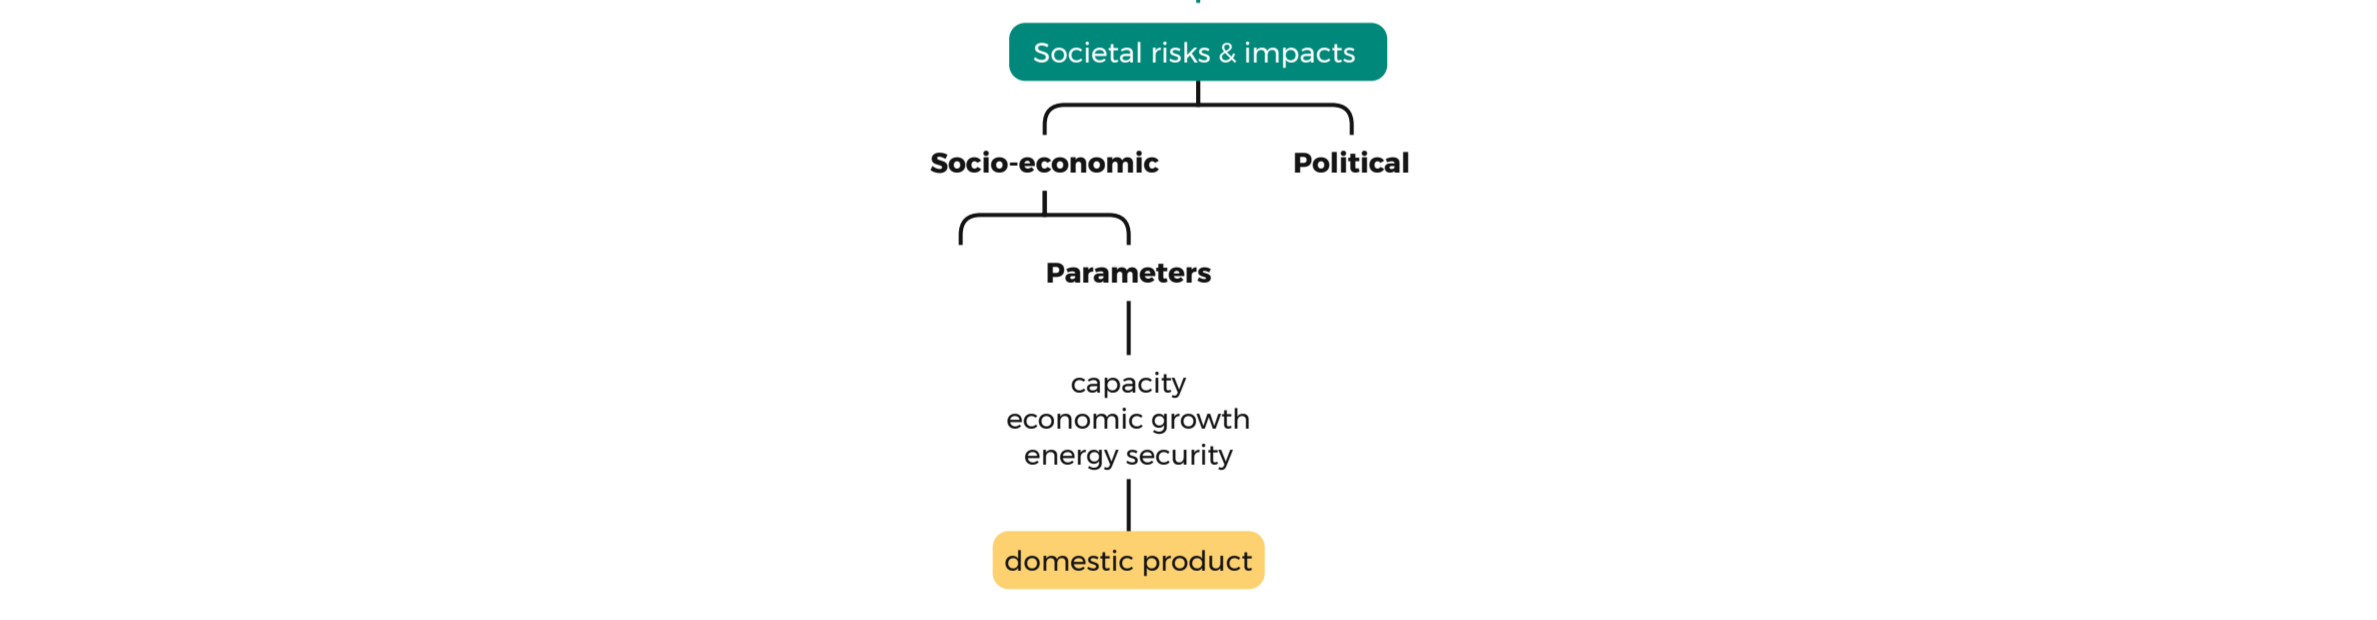 Societal risks & impacts
Socio-economic
Political
Parameters
capacity
economic growth
energy security
domestic product